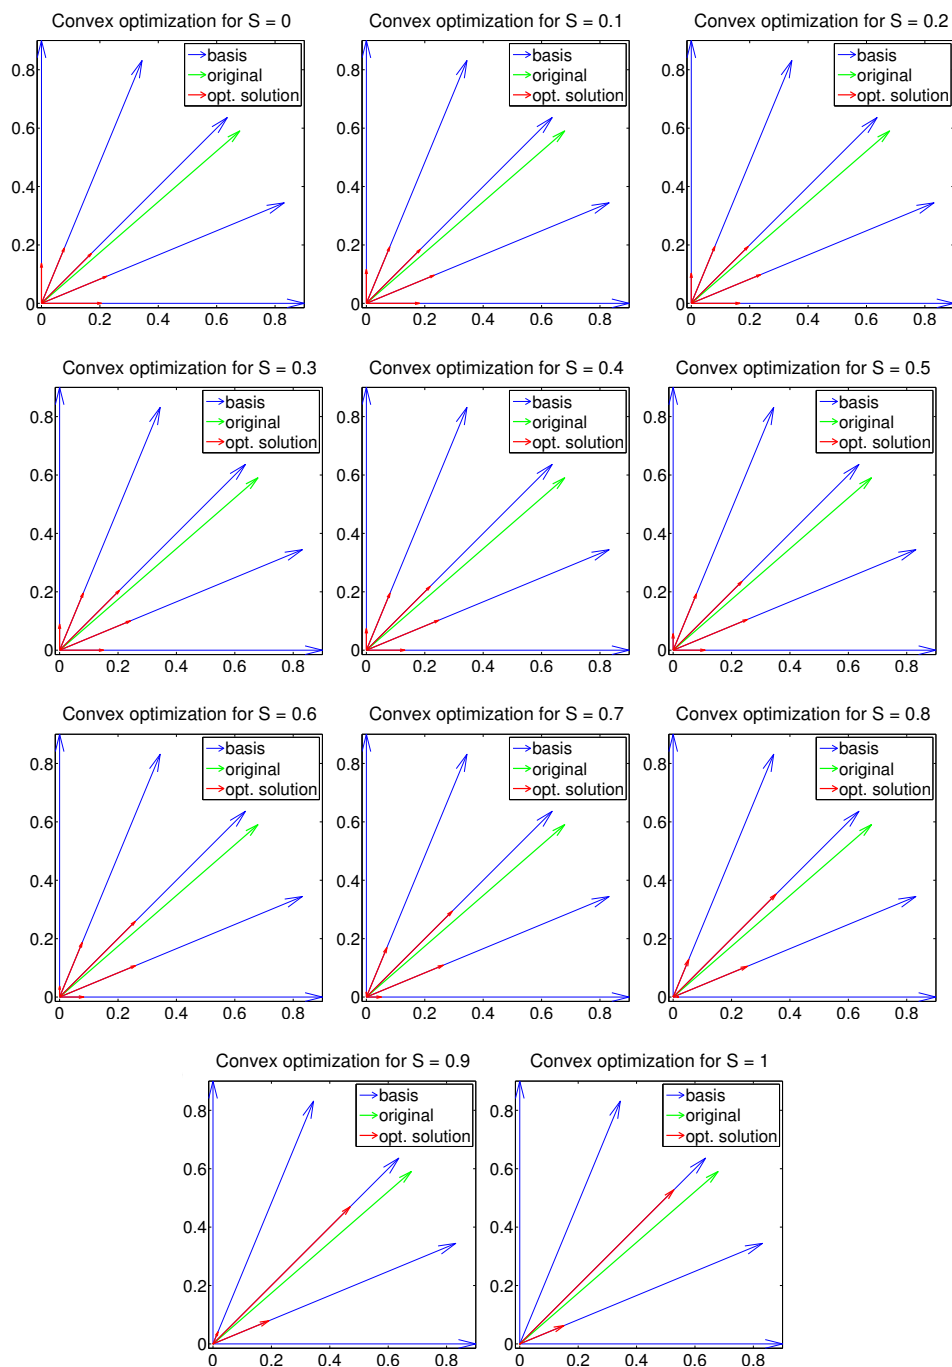 Convex optimization for S = 0
basis
original
opt. solution
0.8
0.6
0.4
0.2
0
0 0.2 0.4 0.6 0.8
Convex optimization for S = 0.1
basis
original
opt. solution
0.8
0.6
0.4
0.2
0
0 0.2 0.4 0.6 0.8
Convex optimization for S = 0.2
basis
original
opt. solution
0.8
0.6
0.4
0.2
0
0 0.2 0.4 0.6 0.8
Convex optimization for S = 0.3
basis
original
opt. solution
0.8
0.6
0.4
0.2
0
0 0.2 0.4 0.6 0.8
Convex optimization for S = 0.4
basis
original
opt. solution
0.8
0.6
0.4
0.2
0
0 0.2 0.4 0.6 0.8
Convex optimization for S = 0.5
basis
original
opt. solution
0.8
0.6
0.4
0.2
0
0 0.2 0.4 0.6 0.8
Convex optimization for S = 0.6
basis
original
opt. solution
0.8
0.6
0.4
0.2
0
0 0.2 0.4 0.6 0.8
Convex optimization for S = 0.7
basis
original
opt. solution
0.8
0.6
0.4
0.2
0
0 0.2 0.4 0.6 0.8
Convex optimization for S = 0.8
basis
original
opt. solution
0.8
0.6
0.4
0.2
0
0 0.2 0.4 0.6 0.8
Convex optimization for S = 0.9
basis
original
opt. solution
0.8
0.6
0.4
0.2
0
0 0.2 0.4 0.6 0.8
Convex optimization for S = 1
basis
original
opt. solution
0.8
0.6
0.4
0.2
0
0 0.2 0.4 0.6 0.8